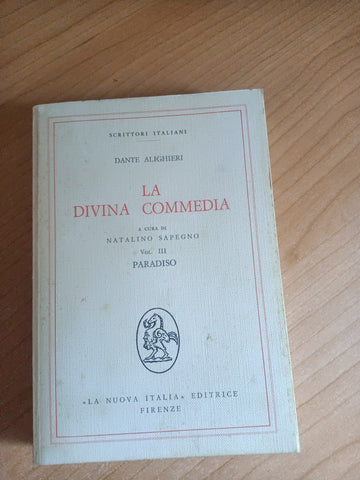 SCRITTORI ITALIANI
DANTE ALIGHIERI
LA
DIVINA COMMEDIA
A CURA DI
NATALINO SAPEGNO
VOL. III
PARADISO
«LA NUOVA ITALIA» EDITRICE
FIRENZE